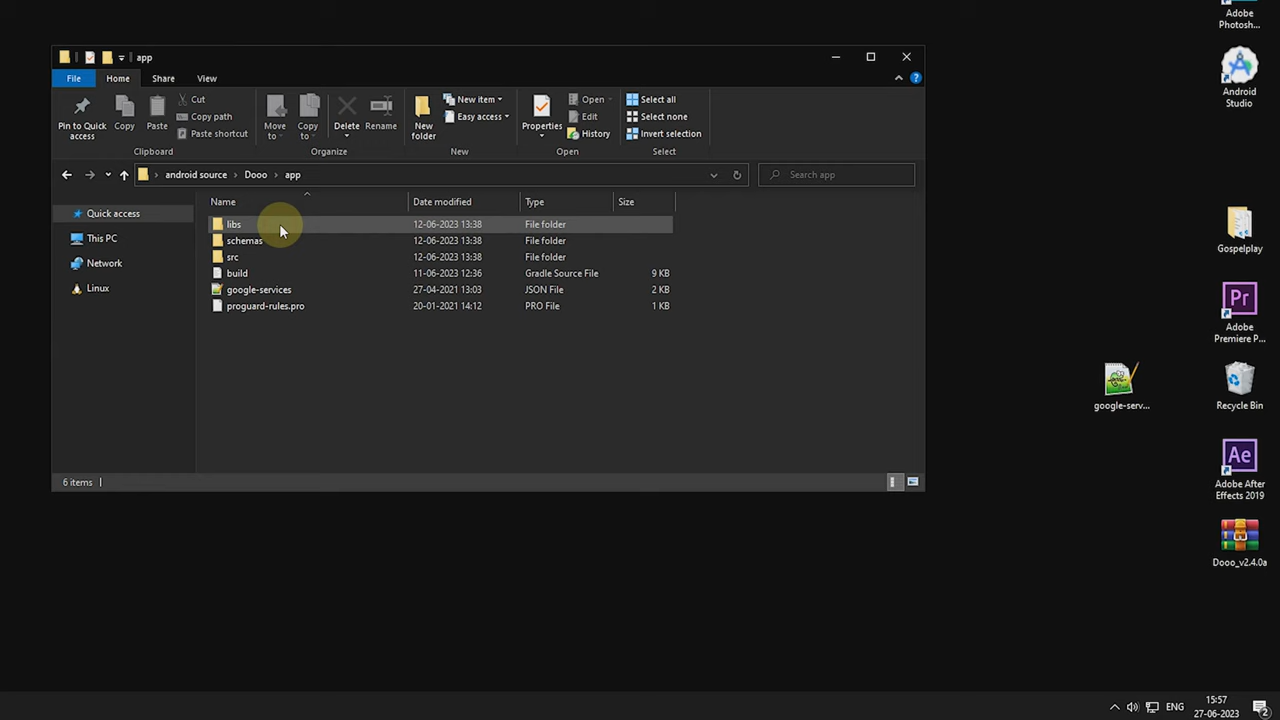 Adobe
Photosh...
app
File
Home
Share
View
Android
Studio
Pin to Quick
access
Copy
Paste
Cut
Copy path
Paste shortcut
Clipboard
Move
to
Copy
to
Delete
Rename
Organize
New
folder
New item
Easy access
New
Properties
Open
Edit
History
Open
Select all
Select none
Invert selection
Select
android source
Dooo
app
Search app
Name
Date modified
Type
Size
Quick access
This PC
Network
Linux
libs 12-06-2023 13:38 File folder
schemas 12-06-2023 13:38 File folder
src 12-06-2023 13:38 File folder
build 11-06-2023 12:36 Gradle Source File 9 KB
google-services 27-04-2021 13:03 JSON File 2 KB
proguard-rules.pro 20-01-2021 14:12 PRO File 1 KB
6 items
Gospelplay
Pr
Adobe
Premiere P...
google-serv...
Recycle Bin
Ae
Adobe After
Effects 2019
Dooo_v2.4.0a
ENG
15:57
27-06-2023
2